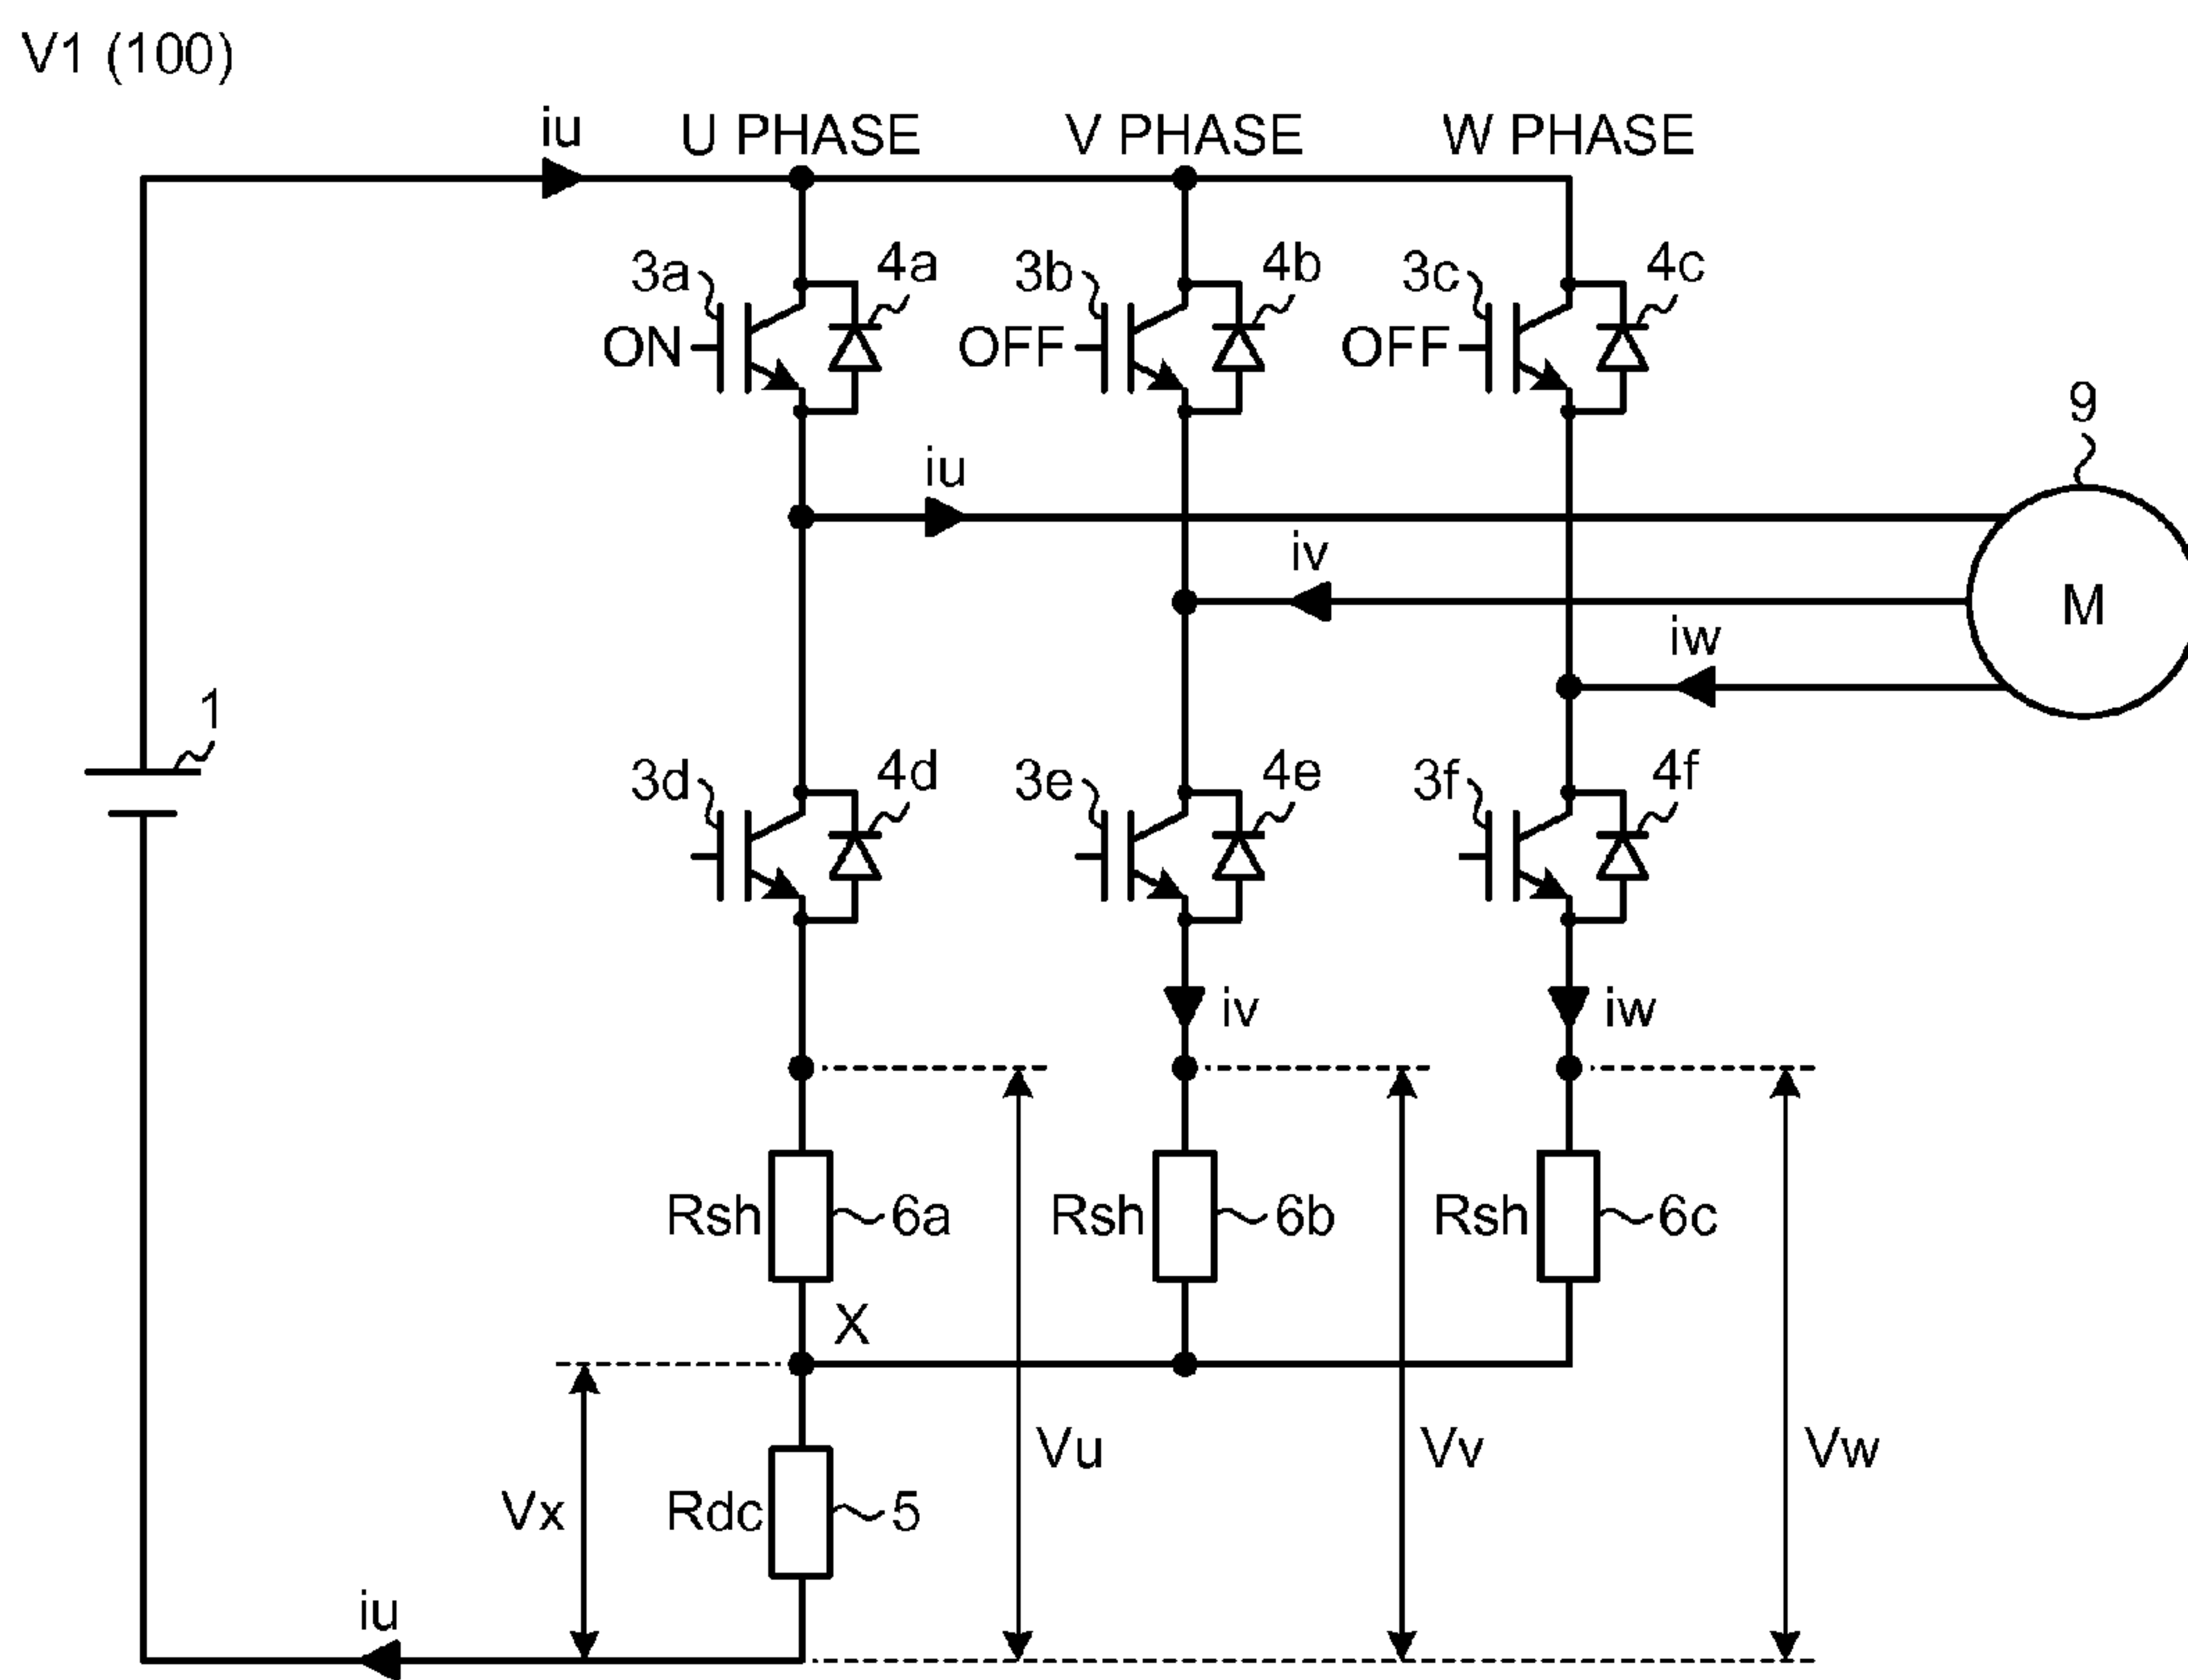 V1 (100)
iu
U PHASE
V PHASE
W PHASE
3a
4a
3b
4b
3c
4c
ON
OFF
OFF
9
iu
iv
M
iw
1
3d
4d
3e
4e
3f
4f
iv
iw
Rsh
6a
Rsh
6b
Rsh
6c
X
Vu
Vv
Vw
Vx
Rdc
5
iu